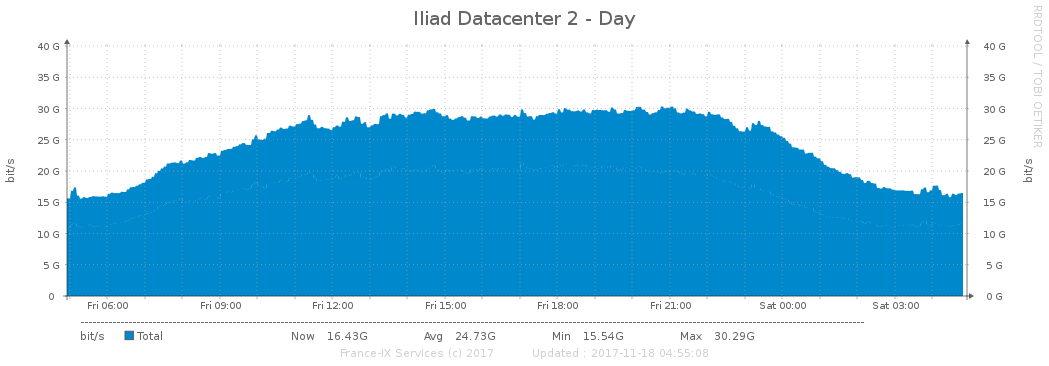 Iliad Datacenter 2 - Day
RRDTOOL / TOBI OETIKER
40 G 40 G
35 G 35 G
30 G 30 G
25 G 25 G
20 G 20 G
15 G 15 G
10 G 10 G
5 G 5 G
0 0 G
bit/s
bit/s
Fri 06:00 Fri 09:00 Fri 12:00 Fri 15:00 Fri 18:00 Fri 21:00 Sat 00:00 Sat 03:00
bit/s Total Now 16.43G Avg 24.73G Min 15.54G Max 30.29G
France-IX Services (c) 2017 Updated : 2017-11-18 04:55:08